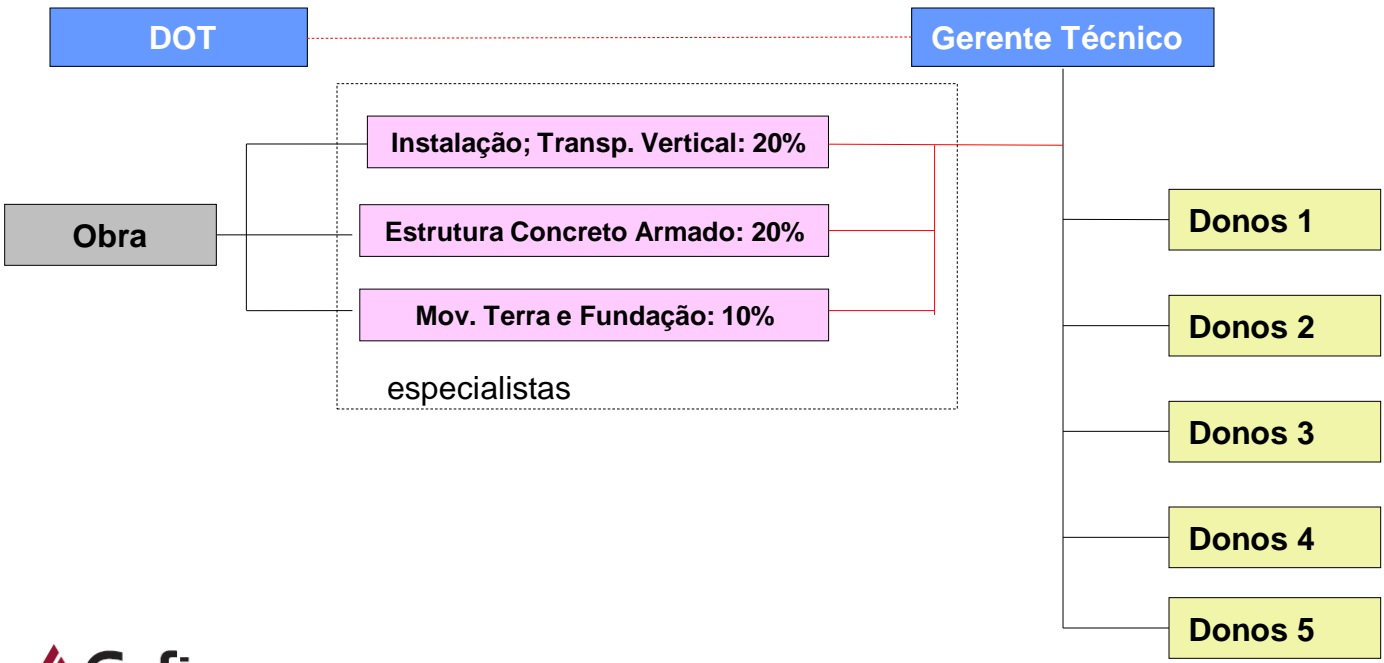 DOT
Gerente Técnico
Instalação; Transp. Vertical: 20%
Estrutura Concreto Armado: 20%
Mov. Terra e Fundação: 10%
especialistas
Obra
Donos 1
Donos 2
Donos 3
Donos 4
Donos 5